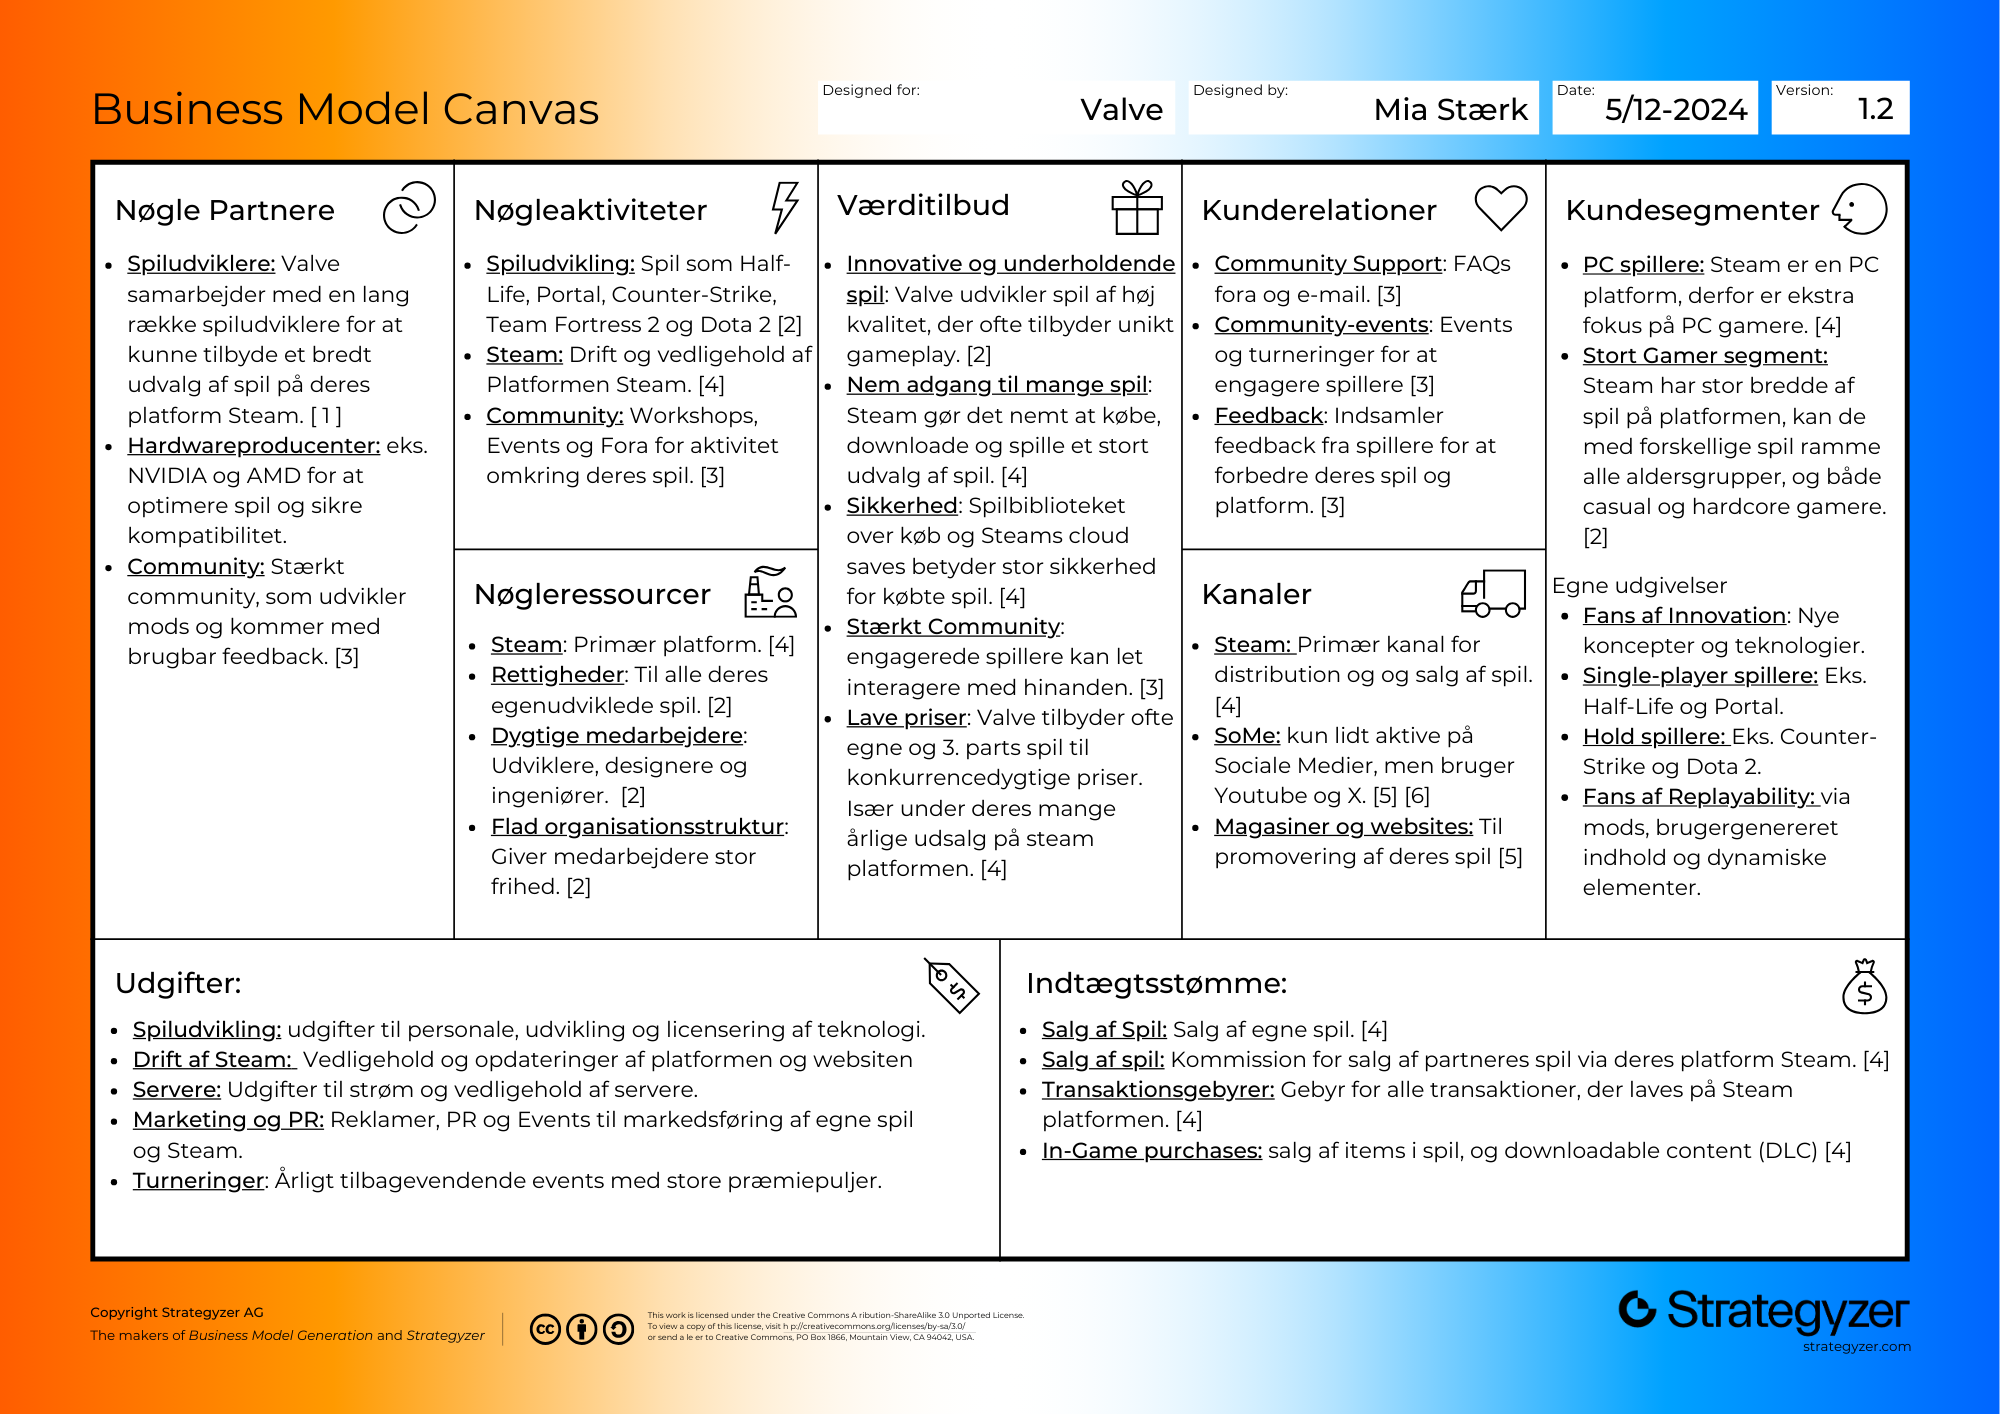 Business Model Canvas
Designed for:
Valve
Designed by:
Mia Stærk
Date:
5/12-2024
Version:
1.2
Nøgle Partnere
• Spiludviklere: Valve
samarbejder med en lang
række spiludviklere for at
kunne tilbyde et bredt
udvalg af spil på deres
platform Steam. [ 1 ]
• Hardwareproducenter: eks.
NVIDIA og AMD for at
optimere spil og sikre
kompatibilitet.
• Community: Stærkt
community, som udvikler
mods og kommer med
brugbar feedback. [3]
Nøgleaktiviteter
• Spiludvikling: Spil som Half-
Life, Portal, Counter-Strike,
Team Fortress 2 og Dota 2 [2]
• Steam: Drift og vedligehold af
Platformen Steam. [4]
• Community: Workshops,
Events og Fora for aktivitet
omkring deres spil. [3]
Nøgleressourcer
• Steam: Primær platform. [4]
• Rettigheder: Til alle deres
egenudviklede spil. [2]
• Dygtige medarbejdere:
Udviklere, designere og
ingeniører.  [2]
• Flad organisationsstruktur:
Giver medarbejdere stor
frihed. [2]
Værditilbud
• Innovative og underholdende
spil: Valve udvikler spil af høj
kvalitet, der ofte tilbyder unikt
gameplay. [2]
• Nem adgang til mange spil:
Steam gør det nemt at købe,
downloade og spille et stort
udvalg af spil. [4]
• Sikkerhed: Spilbiblioteket
over køb og Steams cloud
saves betyder stor sikkerhed
for købte spil. [4]
• Stærkt Community:
engagerede spillere kan let
interagere med hinanden. [3]
• Lave priser: Valve tilbyder ofte
egne og 3. parts spil til
konkurrencedygtige priser.
Især under deres mange
årlige udsalg på steam
platformen. [4]
Kunderelationer
• Community Support: FAQs
fora og e-mail. [3]
• Community-events: Events
og turneringer for at
engagere spillere [3]
• Feedback: Indsamler
feedback fra spillere for at
forbedre deres spil og
platform. [3]
Kanaler
• Steam: Primær kanal for
distribution og og salg af spil.
[4]
• SoMe: kun lidt aktive på
Sociale Medier, men bruger
Youtube og X. [5] [6]
• Magasiner og websites: Til
promovering af deres spil [5]
Kundesegmenter
• PC spillere: Steam er en PC
platform, derfor er ekstra
fokus på PC gamere. [4]
• Stort Gamer segment:
Steam har stor bredde af
spil på platformen, kan de
med forskellige spil ramme
alle aldersgrupper, og både
casual og hardcore gamere.
[2]
Egne udgivelser
• Fans af Innovation: Nye
koncepter og teknologier.
• Single-player spillere: Eks.
Half-Life og Portal.
• Hold spillere: Eks. Counter-
Strike og Dota 2.
• Fans af Replayability: via
mods, brugergenereret
indhold og dynamiske
elementer.
Udgifter:
• Spiludvikling: udgifter til personale, udvikling og licensering af teknologi.
• Drift af Steam:  Vedligehold og opdateringer af platformen og websiten
• Servere: Udgifter til strøm og vedligehold af servere.
• Marketing og PR: Reklamer, PR og Events til markedsføring af egne spil
og Steam.
• Turneringer: Årligt tilbagevendende events med store præmiepuljer.
Indtægtsstømme:
• Salg af Spil: Salg af egne spil. [4]
• Salg af spil: Kommission for salg af partneres spil via deres platform Steam. [4]
• Transaktionsgebyrer: Gebyr for alle transaktioner, der laves på Steam
platformen. [4]
• In-Game purchases: salg af items i spil, og downloadable content (DLC) [4]
Copyright Strategyzer AG
The makers of Business Model Generation and Strategyzer
cc
This work is licensed under the Creative Commons A ribution-ShareAlike 3.0 Unported License.
To view a copy of this license, visit h p://creativecommons.org/licenses/by-sa/3.0/
or send a le er to Creative Commons, PO Box 1866, Mountain View, CA 94042, USA.
Strategyzer
strategyzer.com